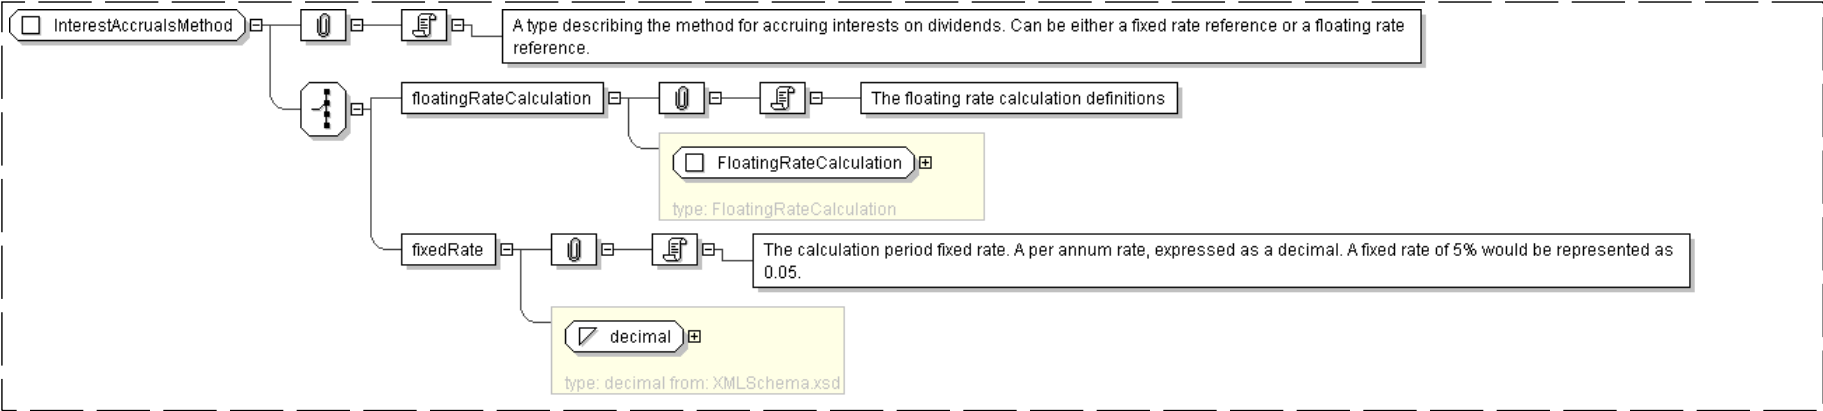 InterestAccrualsMethod
A type describing the method for accruing interests on dividends. Can be either a fixed rate reference or a floating rate
reference.
floatingRateCalculation
The floating rate calculation definitions
FloatingRateCalculation
type: FloatingRateCalculation
fixedRate
The calculation period fixed rate. A per annum rate, expressed as a decimal. A fixed rate of 5% would be represented as
0.05.
decimal
type: decimal from: XMLSchema.xsd